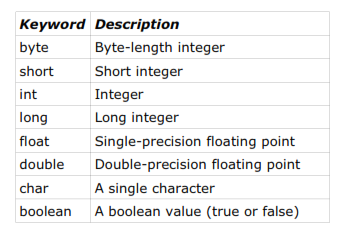 Keyword Description
byte Byte-length integer
short Short integer
int Integer
long Long integer
float Single-precision floating point
double Double-precision floating point
char A single character
boolean A boolean value (true or false)